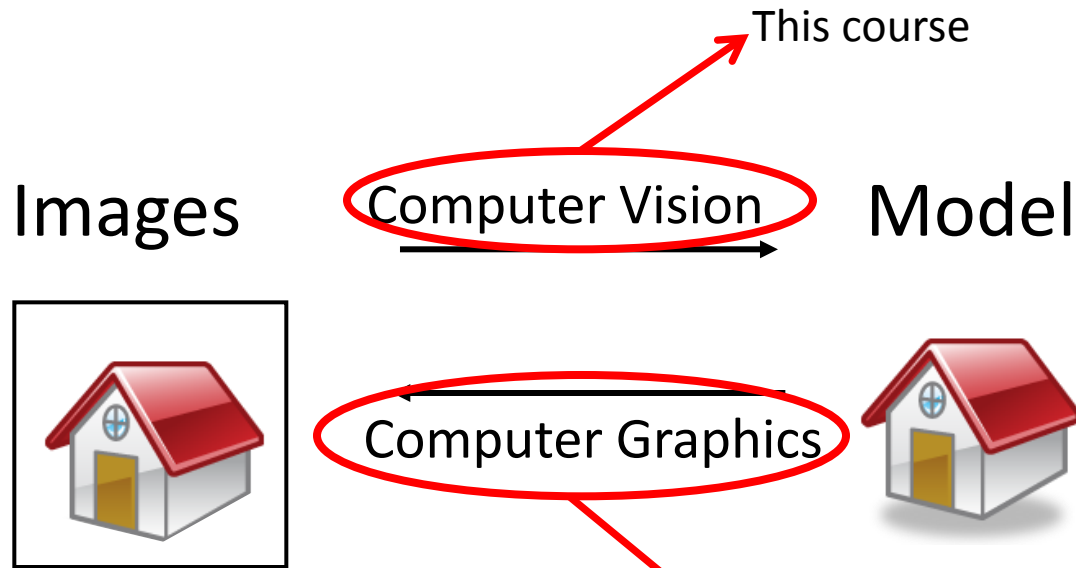 This course
Images
Computer Vision
Model
Computer Graphics